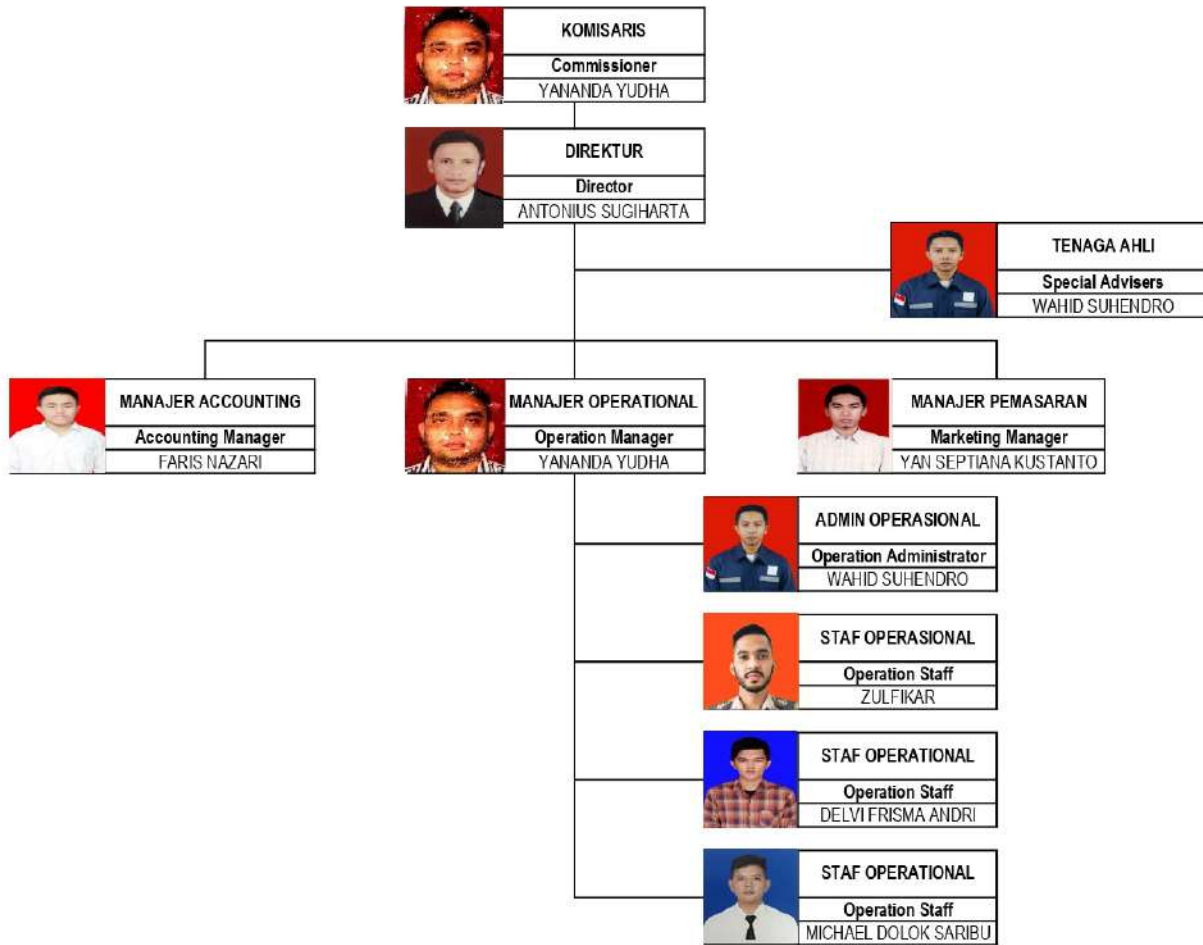 KOMISARIS
Commissioner
YANANDA YUDHA
DIREKTUR
Director
ANTONIUS SUGIHARTA
TENAGA AHLI
Special Advisers
WAHID SUHENDRO
MANAJER ACCOUNTING
Accounting Manager
FARIS NAZARI
MANAJER OPERATIONAL
Operation Manager
YANANDA YUDHA
MANAJER PEMASARAN
Marketing Manager
YAN SEPTIANA KUSTANTO
ADMIN OPERASIONAL
Operation Administrator
WAHID SUHENDRO
STAF OPERASIONAL
Operation Staff
ZULFIKAR
STAF OPERATIONAL
Operation Staff
DELVI FRISMA ANDRI
STAF OPERATIONAL
Operation Staff
MICHAEL DOLOK SARIBU